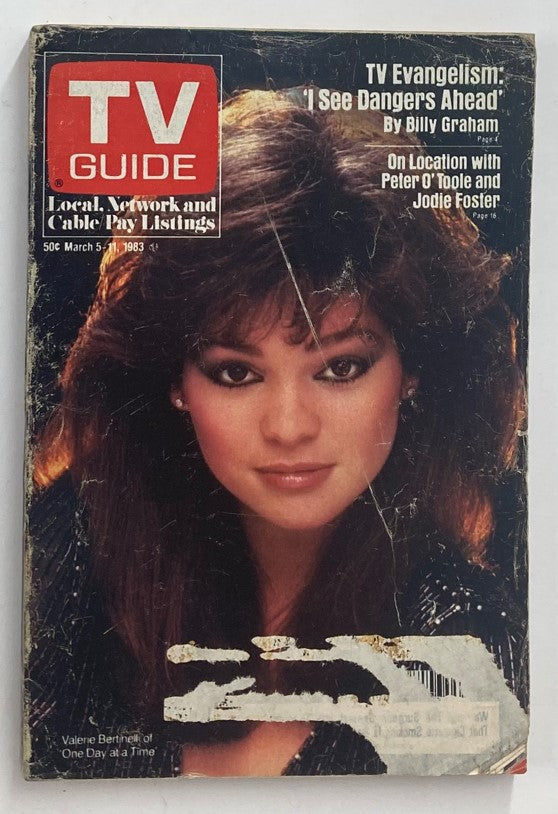 TV
GUIDE
®
Local, Network and
Cable/Pay Listings
50¢ March 5-11, 1983
TV Evangelism:
'I See Dangers Ahead'
By Billy Graham
Page 4
On Location with
Peter O'Toole and
Jodie Foster
Page 16
Valerie Bertinelli of
'One Day at a Time'